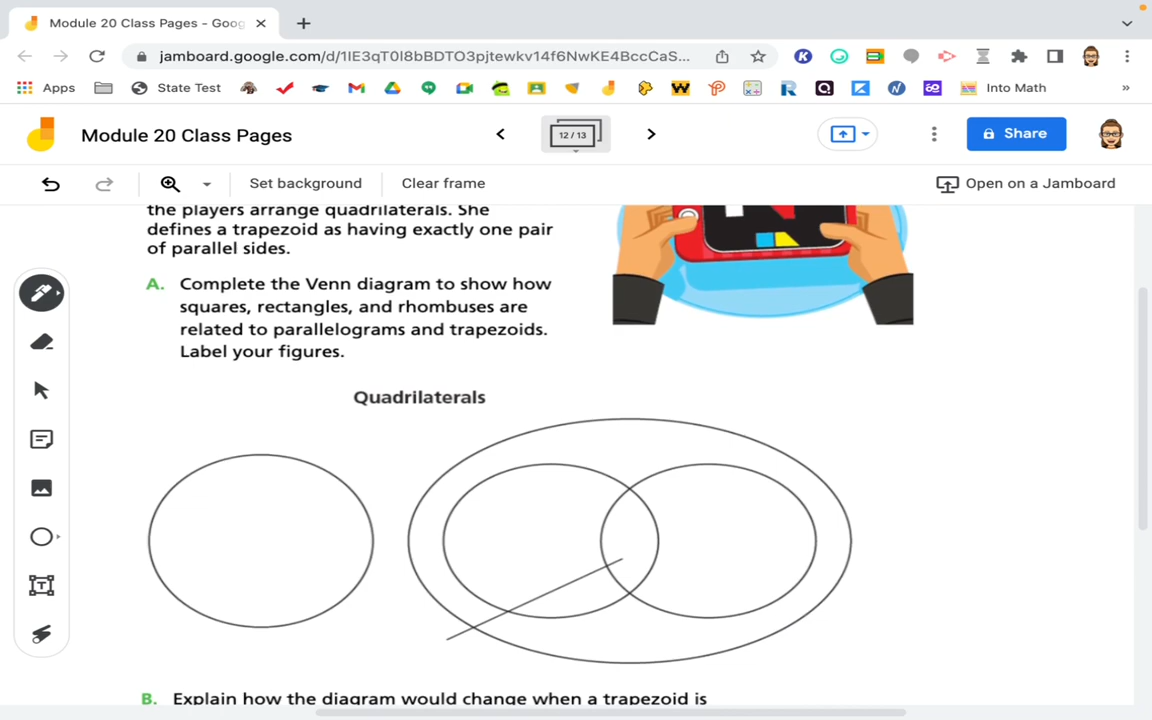 Module 20 Class Pages - Goog
jamboard.google.com/d/1IE3qT0l8bBDTO3pjtewkv14f6NwKE4BccCaS...
Apps
State Test
Into Math
Module 20 Class Pages
12 / 13
Share
Set background
Clear frame
Open on a Jamboard
the players arrange quadrilaterals. She
defines a trapezoid as having exactly one pair
of parallel sides.
A. Complete the Venn diagram to show how
squares, rectangles, and rhombuses are
related to parallelograms and trapezoids.
Label your figures.
Quadrilaterals
B. Explain how the diagram would change when a trapezoid is